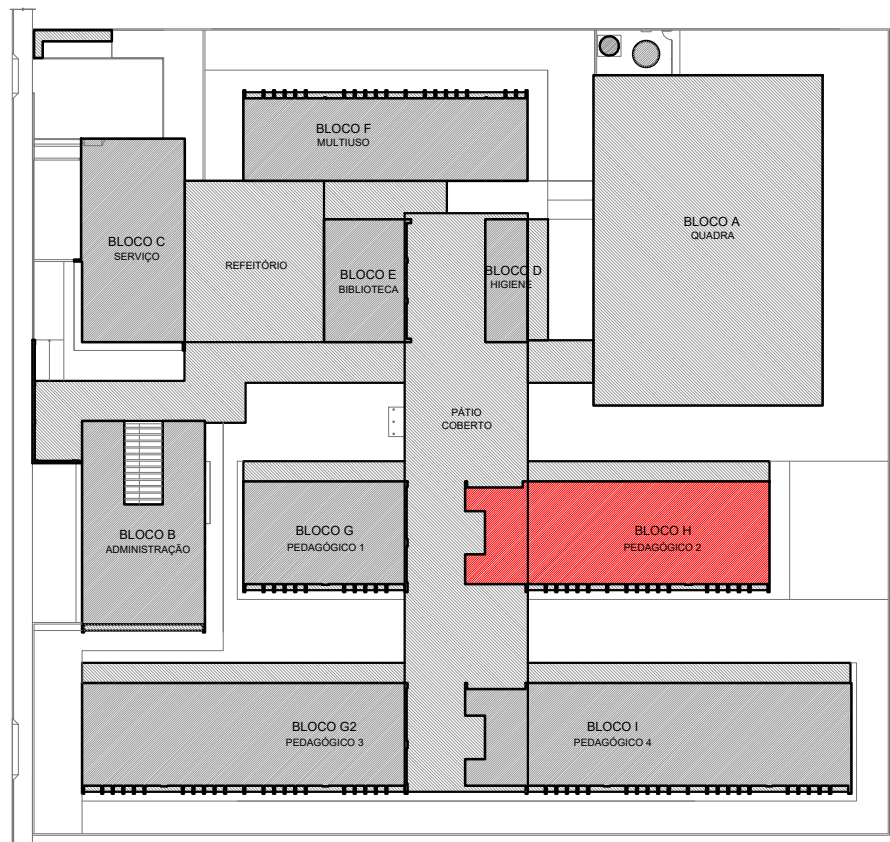 BLOCO F
MULTIUSO
BLOCO A
QUADRA
BLOCO C
SERVIÇO
REFEITÓRIO
BLOCO E
BIBLIOTECA
BLOCO D
HIGIENE
PÁTIO
COBERTO
BLOCO B
ADMINISTRAÇÃO
BLOCO G
PEDAGÓGICO 1
BLOCO H
PEDAGÓGICO 2
BLOCO G2
PEDAGÓGICO 3
BLOCO I
PEDAGÓGICO 4